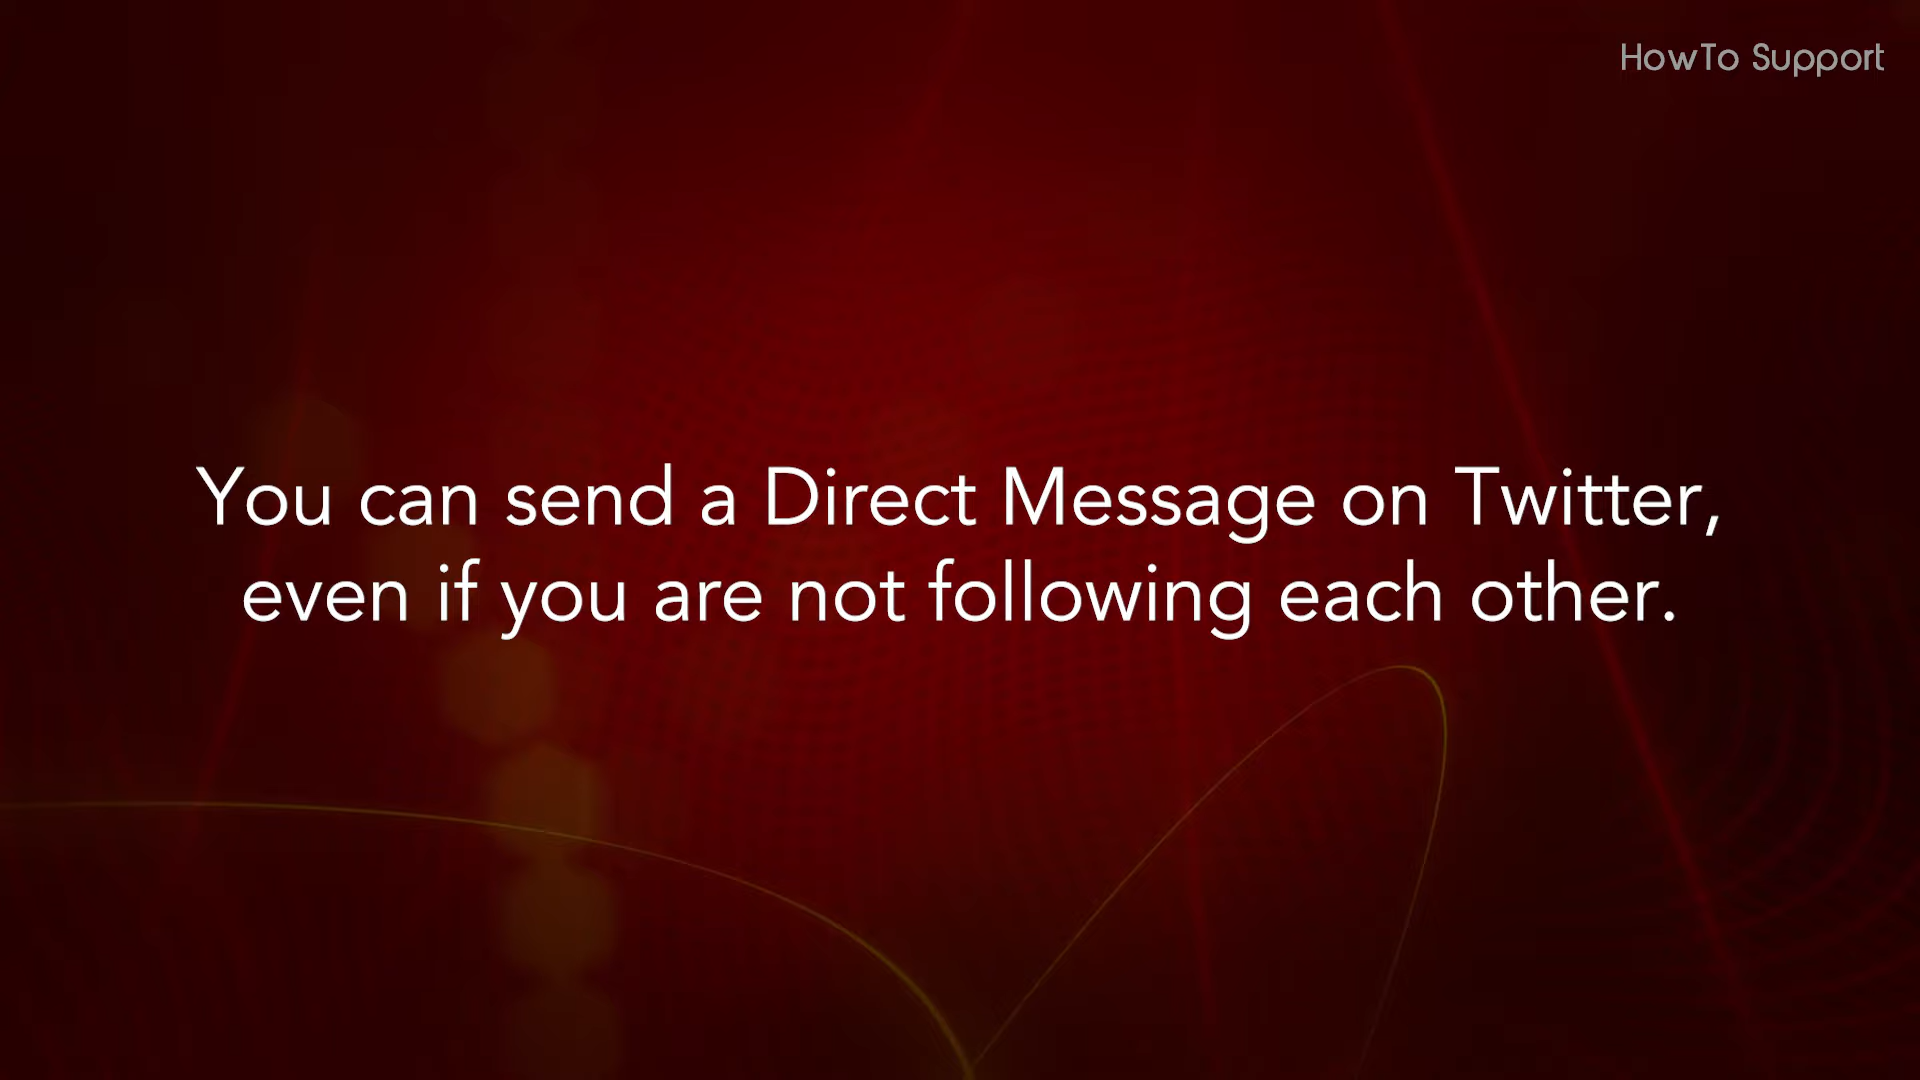 HowTo Support
You can send a Direct Message on Twitter,
even if you are not following each other.